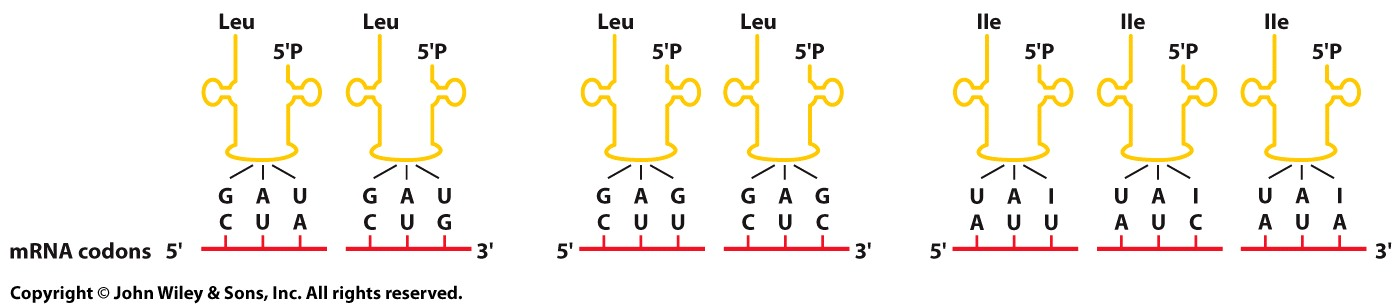 Leu Leu Leu Leu Ile Ile Ile
5'P 5'P 5'P 5'P 5'P 5'P 5'P
G A U G A U G A G G A G U A I U A I U A I
C U A C U G C U U C U C A U U A U C A U A
mRNA codons 5' 3' 5' 3' 5' 3'
Copyright © John Wiley & Sons, Inc. All rights reserved.